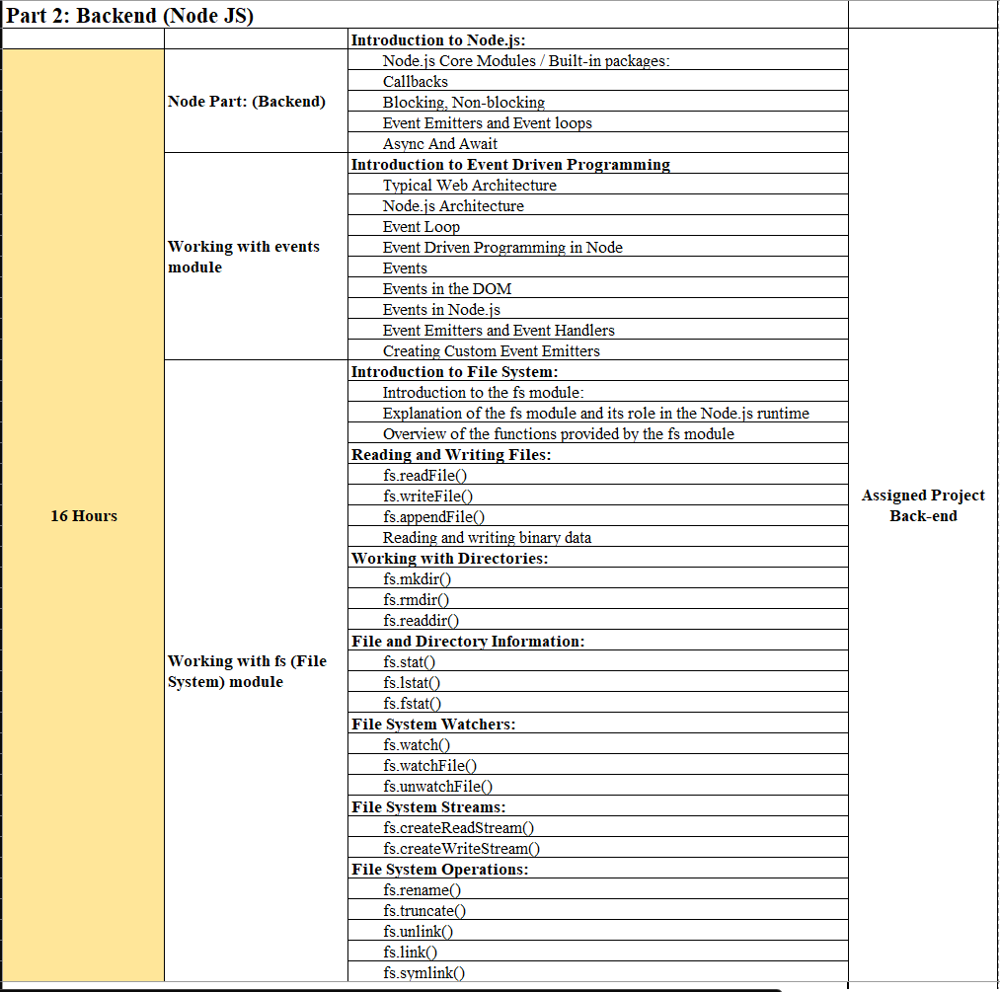 Part 2: Backend (Node JS)
Introduction to Node.js:
Node.js Core Modules / Built-in packages:
Callbacks
Node Part: (Backend)
Blocking, Non-blocking
Event Emitters and Event loops
Async And Await
Introduction to Event Driven Programming
Typical Web Architecture
Node.js Architecture
Event Loop
Working with events
module
Event Driven Programming in Node
Events
Events in the DOM
Events in Node.js
Event Emitters and Event Handlers
Creating Custom Event Emitters
Introduction to File System:
Introduction to the fs module:
Explanation of the fs module and its role in the Node.js runtime
Overview of the functions provided by the fs module
Reading and Writing Files:
fs.readFile()
fs.writeFile()
fs.appendFile()
16 Hours
Assigned Project
Back-end
Reading and writing binary data
Working with Directories:
fs.mkdir()
fs.rmdir()
fs.readdir()
File and Directory Information:
Working with fs (File
System) module
fs.stat()
fs.lstat()
fs.fstat()
File System Watchers:
fs.watch()
fs.watchFile()
fs.unwatchFile()
File System Streams:
fs.createReadStream()
fs.createWriteStream()
File System Operations:
fs.rename()
fs.truncate()
fs.unlink()
fs.link()
fs.symlink()